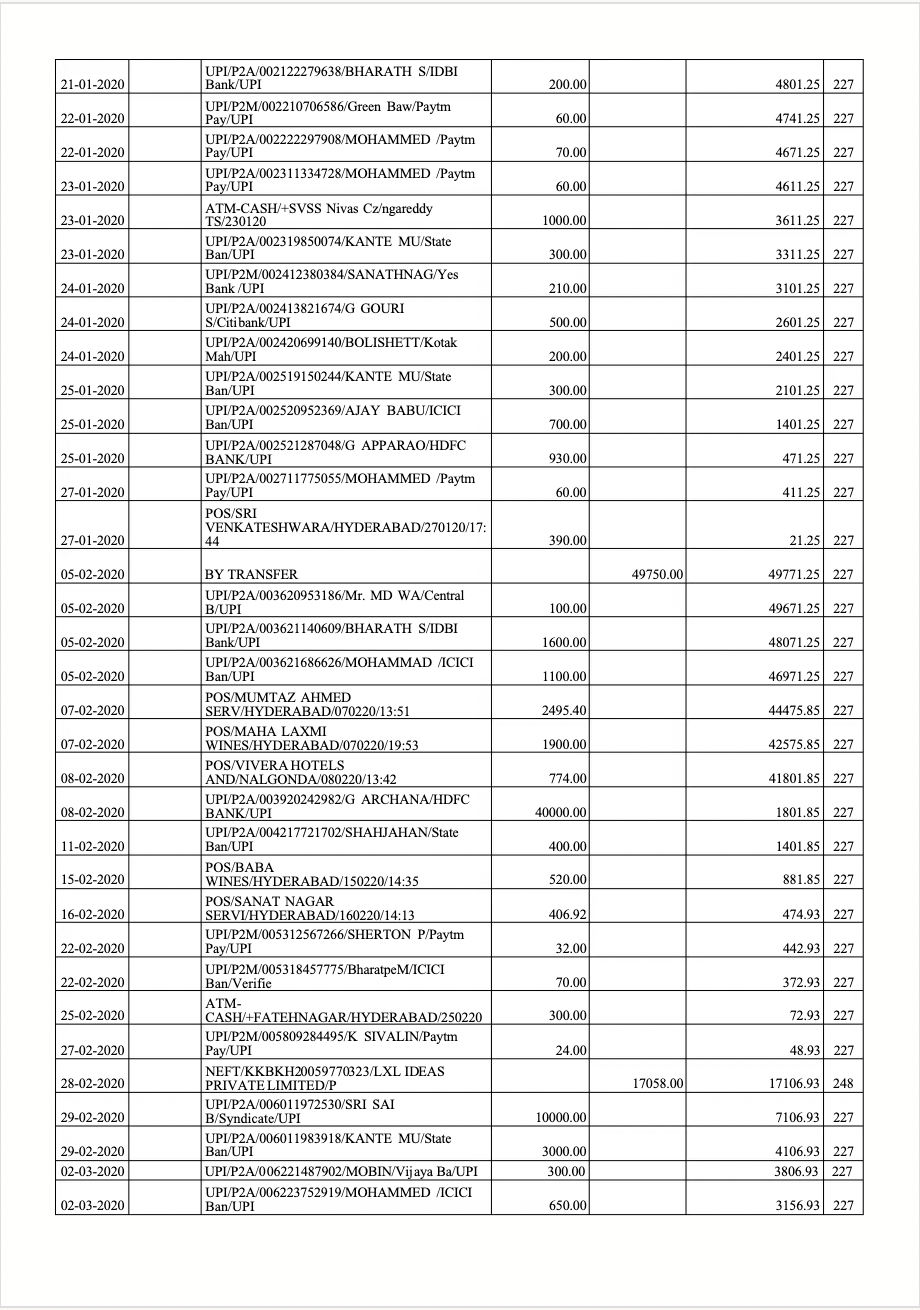 UPI/P2A/002122279638/BHARATH S/IDBI
21-01-2020 Bank/UPI 200.00 4801.25 227
UPI/P2M/002210706586/Green Baw/Paytm
22-01-2020 Pay/UPI 60.00 4741.25 227
UPI/P2A/002222297908/MOHAMMED /Paytm
22-01-2020 Pay/UPI 70.00 4671.25 227
UPI/P2A/002311334728/MOHAMMED /Paytm
23-01-2020 Pay/UPI 60.00 4611.25 227
ATM-CASH/+SVSS Nivas Cz/ngareddy
23-01-2020 TS/230120 1000.00 3611.25 227
UPI/P2A/002319850074/KANTE MU/State
23-01-2020 Ban/UPI 300.00 3311.25 227
UPI/P2M/002412380384/SANATHNAG/Yes
24-01-2020 Bank /UPI 210.00 3101.25 227
UPI/P2A/002413821674/G GOURI
24-01-2020 S/Citibank/UPI 500.00 2601.25 227
UPI/P2A/002420699140/BOLISHETT/Kotak
24-01-2020 Mah/UPI 200.00 2401.25 227
UPI/P2A/002519150244/KANTE MU/State
25-01-2020 Ban/UPI 300.00 2101.25 227
UPI/P2A/002520952369/AJAY BABU/ICICI
25-01-2020 Ban/UPI 700.00 1401.25 227
UPI/P2A/002521287048/G APPARAO/HDFC
25-01-2020 BANK/UPI 930.00 471.25 227
UPI/P2A/002711775055/MOHAMMED /Paytm
27-01-2020 Pay/UPI 60.00 411.25 227
POS/SRI
VENKATESHWARA/HYDERABAD/270120/17:
27-01-2020 44 390.00 21.25 227
05-02-2020 BY TRANSFER 49750.00 49771.25 227
UPI/P2A/003620953186/Mr. MD WA/Central
05-02-2020 B/UPI 100.00 49671.25 227
UPI/P2A/003621140609/BHARATH S/IDBI
05-02-2020 Bank/UPI 1600.00 48071.25 227
UPI/P2A/003621686626/MOHAMMAD /ICICI
05-02-2020 Ban/UPI 1100.00 46971.25 227
POS/MUMTAZ AHMED
07-02-2020 SERV/HYDERABAD/070220/13:51 2495.40 44475.85 227
POS/MAHA LAXMI
07-02-2020 WINES/HYDERABAD/070220/19:53 1900.00 42575.85 227
POS/VIVERA HOTELS
08-02-2020 AND/NALGONDA/080220/13:42 774.00 41801.85 227
UPI/P2A/003920242982/G ARCHANA/HDFC
08-02-2020 BANK/UPI 40000.00 1801.85 227
UPI/P2A/004217721702/SHAHJAHAN/State
11-02-2020 Ban/UPI 400.00 1401.85 227
POS/BABA
15-02-2020 WINES/HYDERABAD/150220/14:35 520.00 881.85 227
POS/SANAT NAGAR
16-02-2020 SERVI/HYDERABAD/160220/14:13 406.92 474.93 227
UPI/P2M/005312567266/SHERTON P/Paytm
22-02-2020 Pay/UPI 32.00 442.93 227
UPI/P2M/005318457775/BharatpeM/ICICI
22-02-2020 Ban/Verifie 70.00 372.93 227
ATM-
25-02-2020 CASH/+FATEHNAGAR/HYDERABAD/250220 300.00 72.93 227
UPI/P2M/005809284495/K SIVALIN/Paytm
27-02-2020 Pay/UPI 24.00 48.93 227
NEFT/KKBKH20059770323/LXL IDEAS
28-02-2020 PRIVATE LIMITED/P 17058.00 17106.93 248
UPI/P2A/006011972530/SRI SAI
29-02-2020 B/Syndicate/UPI 10000.00 7106.93 227
UPI/P2A/006011983918/KANTE MU/State
29-02-2020 Ban/UPI 3000.00 4106.93 227
02-03-2020 UPI/P2A/006221487902/MOBIN/Vijaya Ba/UPI 300.00 3806.93 227
UPI/P2A/006223752919/MOHAMMED /ICICI
02-03-2020 Ban/UPI 650.00 3156.93 227